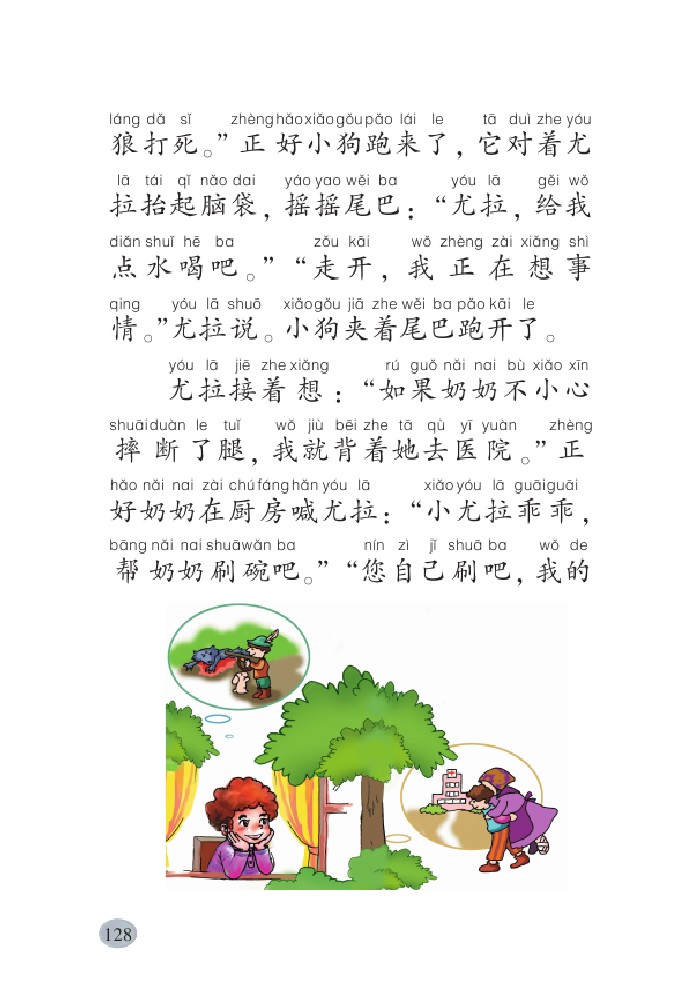 láng dǎ sǐ zhèng hǎo xiǎo gǒu pǎo lái le tā duì zhe yóu
狼打死。”正好小狗跑来了，它对着尤
lā tái qǐ nǎo dai yáo yao wěi ba yóu lā gěi wǒ
拉抬起脑袋，摇摇尾巴：“尤拉，给我
diǎn shuǐ hē ba zǒu kāi wǒ zhèng zài xiǎng shì
点水喝吧。”“走开，我正在想事
qing yóu lā shuō xiǎo gǒu jiā zhe wěi ba pǎo kāi le
情。”尤拉说。小狗夹着尾巴跑开了。
yóu lā jiē zhe xiǎng rú guǒ nǎi nai bù xiǎo xīn
尤拉接着想：“如果奶奶不小心
shuāi duàn le tuǐ wǒ jiù bēi zhe tā qù yī yuàn zhèng
摔断了腿，我就背着她去医院。”正
hǎo nǎi nai zài chú fáng hǎn yóu lā xiǎo yóu lā guāi guāi
好奶奶在厨房喊尤拉：“小尤拉乖乖，
bāng nǎi nai shuā wǎn ba nín zì jǐ shuā ba wǒ de
帮奶奶刷碗吧。”“您自己刷吧，我的
128